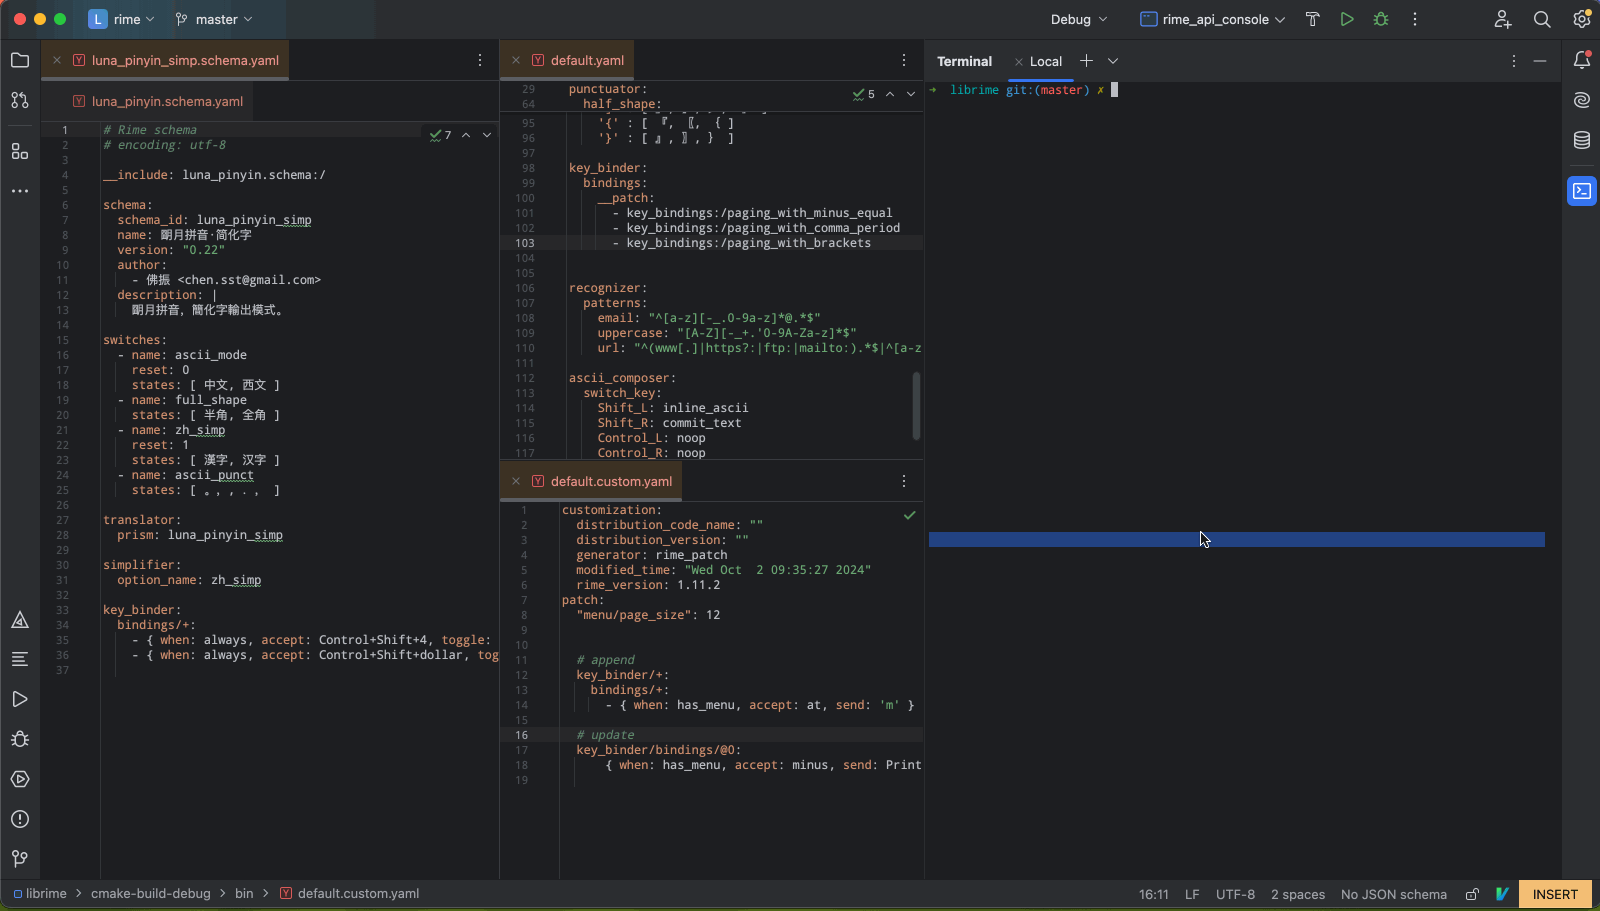 L rime master Debug rime_api_console
luna_pinyin_simp.schema.yaml
luna_pinyin.schema.yaml
7
1 # Rime schema
2 # encoding: utf-8
3
4 __include: luna_pinyin.schema:/
5
6 schema:
7 schema_id: luna_pinyin_simp
8 name: 朙月拼音·简化字
9 version: "0.22"
10 author:
11 - 佛振 <chen.sst@gmail.com>
12 description: |
13 朙月拼音，簡化字輸出模式。
14
15 switches:
16 - name: ascii_mode
17 reset: 0
18 states: [ 中文, 西文 ]
19 - name: full_shape
20 states: [ 半角, 全角 ]
21 - name: zh_simp
22 reset: 1
23 states: [ 漢字, 汉字 ]
24 - name: ascii_punct
25 states: [ 。，, ．， ]
26
27 translator:
28 prism: luna_pinyin_simp
29
30 simplifier:
31 option_name: zh_simp
32
33 key_binder:
34 bindings/+:
35 - { when: always, accept: Control+Shift+4, toggle:
36 - { when: always, accept: Control+Shift+dollar, tog
37
default.yaml
5
29 punctuator:
64 half_shape:
95 '{' : [ 『, 〖, ｛ ]
96 '}' : [ 』, 〗, ｝ ]
97
98 key_binder:
99 bindings:
100 __patch:
101 - key_bindings:/paging_with_minus_equal
102 - key_bindings:/paging_with_comma_period
103 - key_bindings:/paging_with_brackets
104
105
106 recognizer:
107 patterns:
108 email: "^[a-z][-_.0-9a-z]*@.*$"
109 uppercase: "[A-Z][-_+.'0-9A-Za-z]*$"
110 url: "^(www[.]|https?:|ftp:|mailto:).*$|^[a-z
111
112 ascii_composer:
113 switch_key:
114 Shift_L: inline_ascii
115 Shift_R: commit_text
116 Control_L: noop
117 Control_R: noop
default.custom.yaml
1 customization:
2 distribution_code_name: ""
3 distribution_version: ""
4 generator: rime_patch
5 modified_time: "Wed Oct  2 09:35:27 2024"
6 rime_version: 1.11.2
7 patch:
8 "menu/page_size": 12
9
10
11 # append
12 key_binder/+:
13 bindings/+:
14 - { when: has_menu, accept: at, send: 'm' }
15
16 # update
17 key_binder/bindings/@0:
18 { when: has_menu, accept: minus, send: Print
19
Terminal Local
→ librime git:(master) ✗
librime > cmake-build-debug > bin > default.custom.yaml
16:11 LF UTF-8 2 spaces No JSON schema INSERT